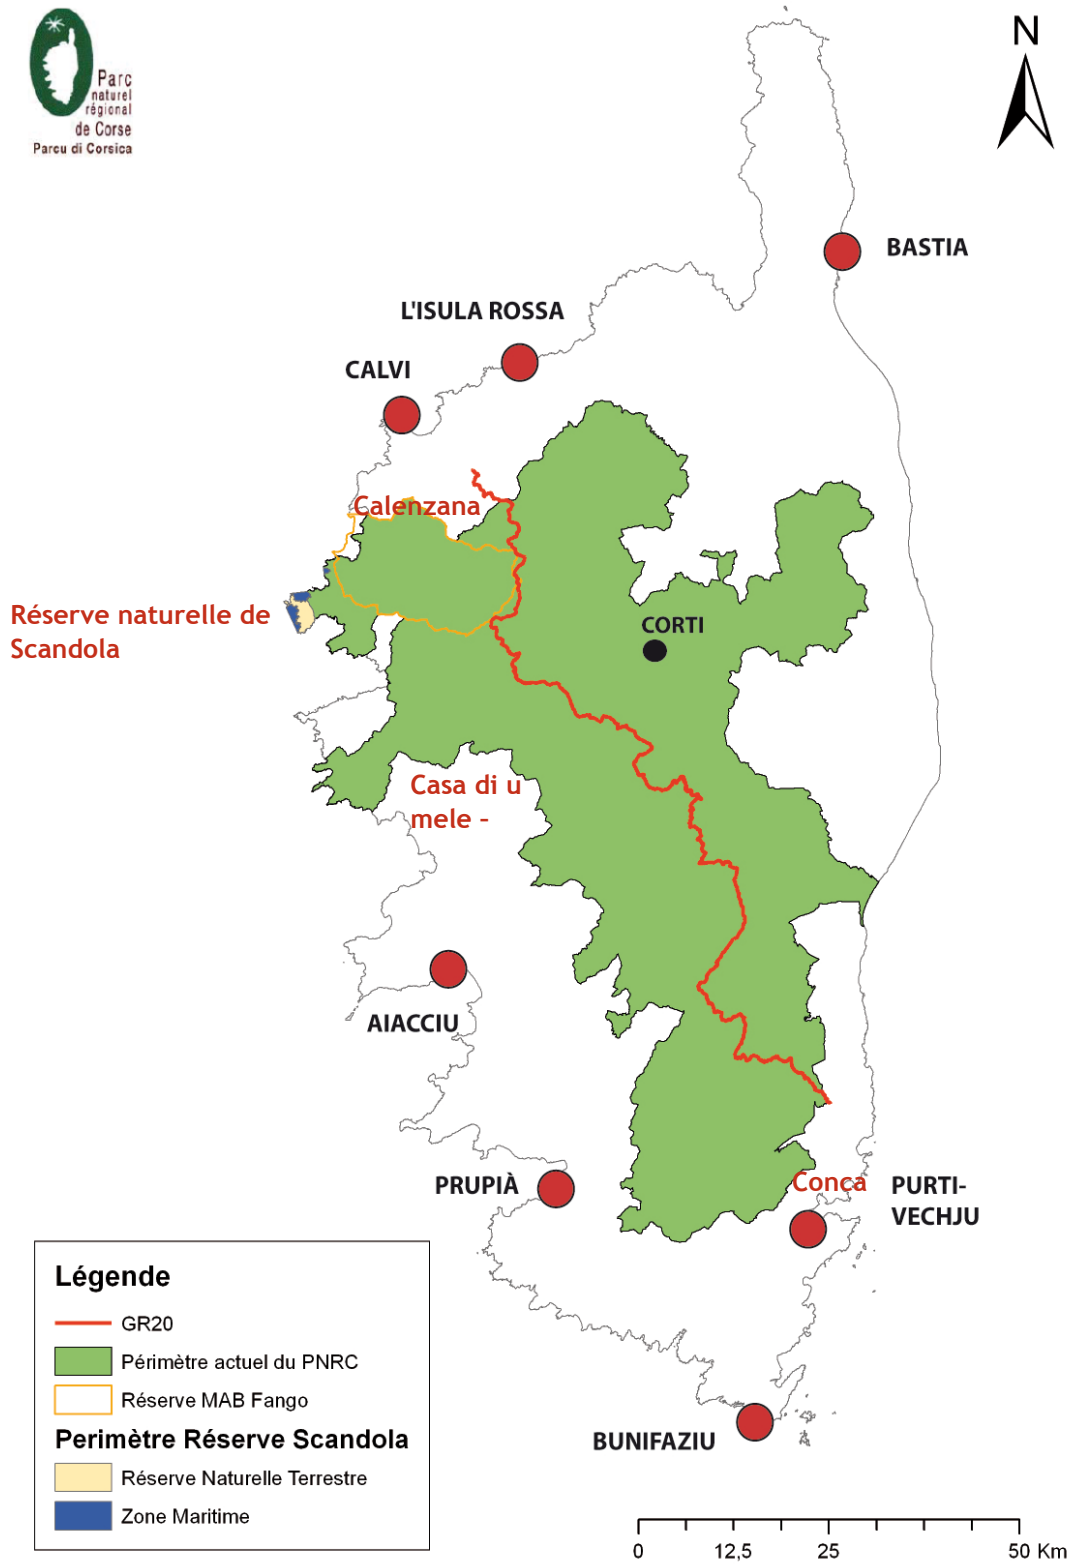 Parc
naturel
régional
de Corse
Parcu di Corsica
N
BASTIA
L'ISULA ROSSA
CALVI
Calenzana
Réserve naturelle de
Scandola
CORTI
Casa di u
mele -
AIACCIU
PRUPIÀ
Conca
PURTI-
VECHJU
BUNIFAZIU
Légende
GR20
Périmètre actuel du PNRC
Réserve MAB Fango
Perimètre Réserve Scandola
Réserve Naturelle Terrestre
Zone Maritime
0 12,5 25 50 Km